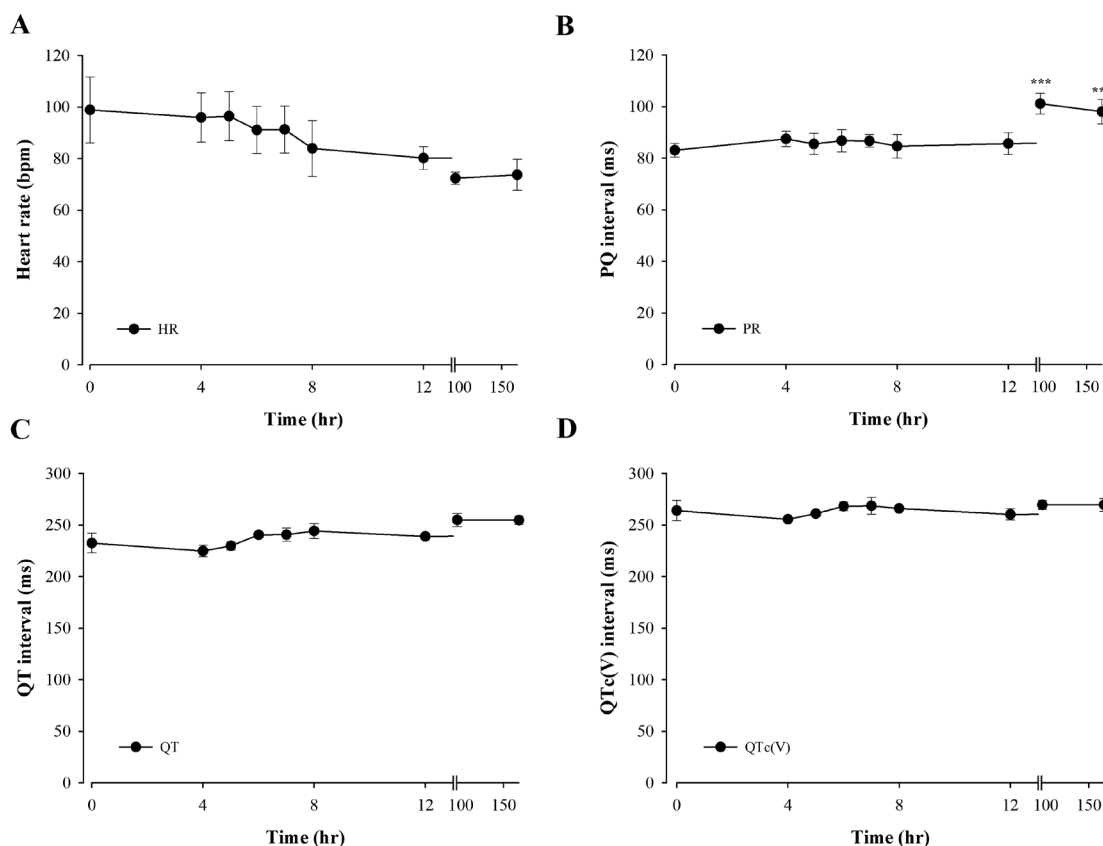 A
120
100
80
60
40
20
0
Heart rate (bpm)
HR
0 4 8 12 100 150
Time (hr)
B
120
100
80
60
40
20
0
PQ interval (ms)
***
**
PR
0 4 8 12 100 150
Time (hr)
C
300
250
200
150
100
50
0
QT interval (ms)
QT
0 4 8 12 100 150
Time (hr)
D
300
250
200
150
100
50
0
QTc(V) interval (ms)
QTc(V)
0 4 8 12 100 150
Time (hr)